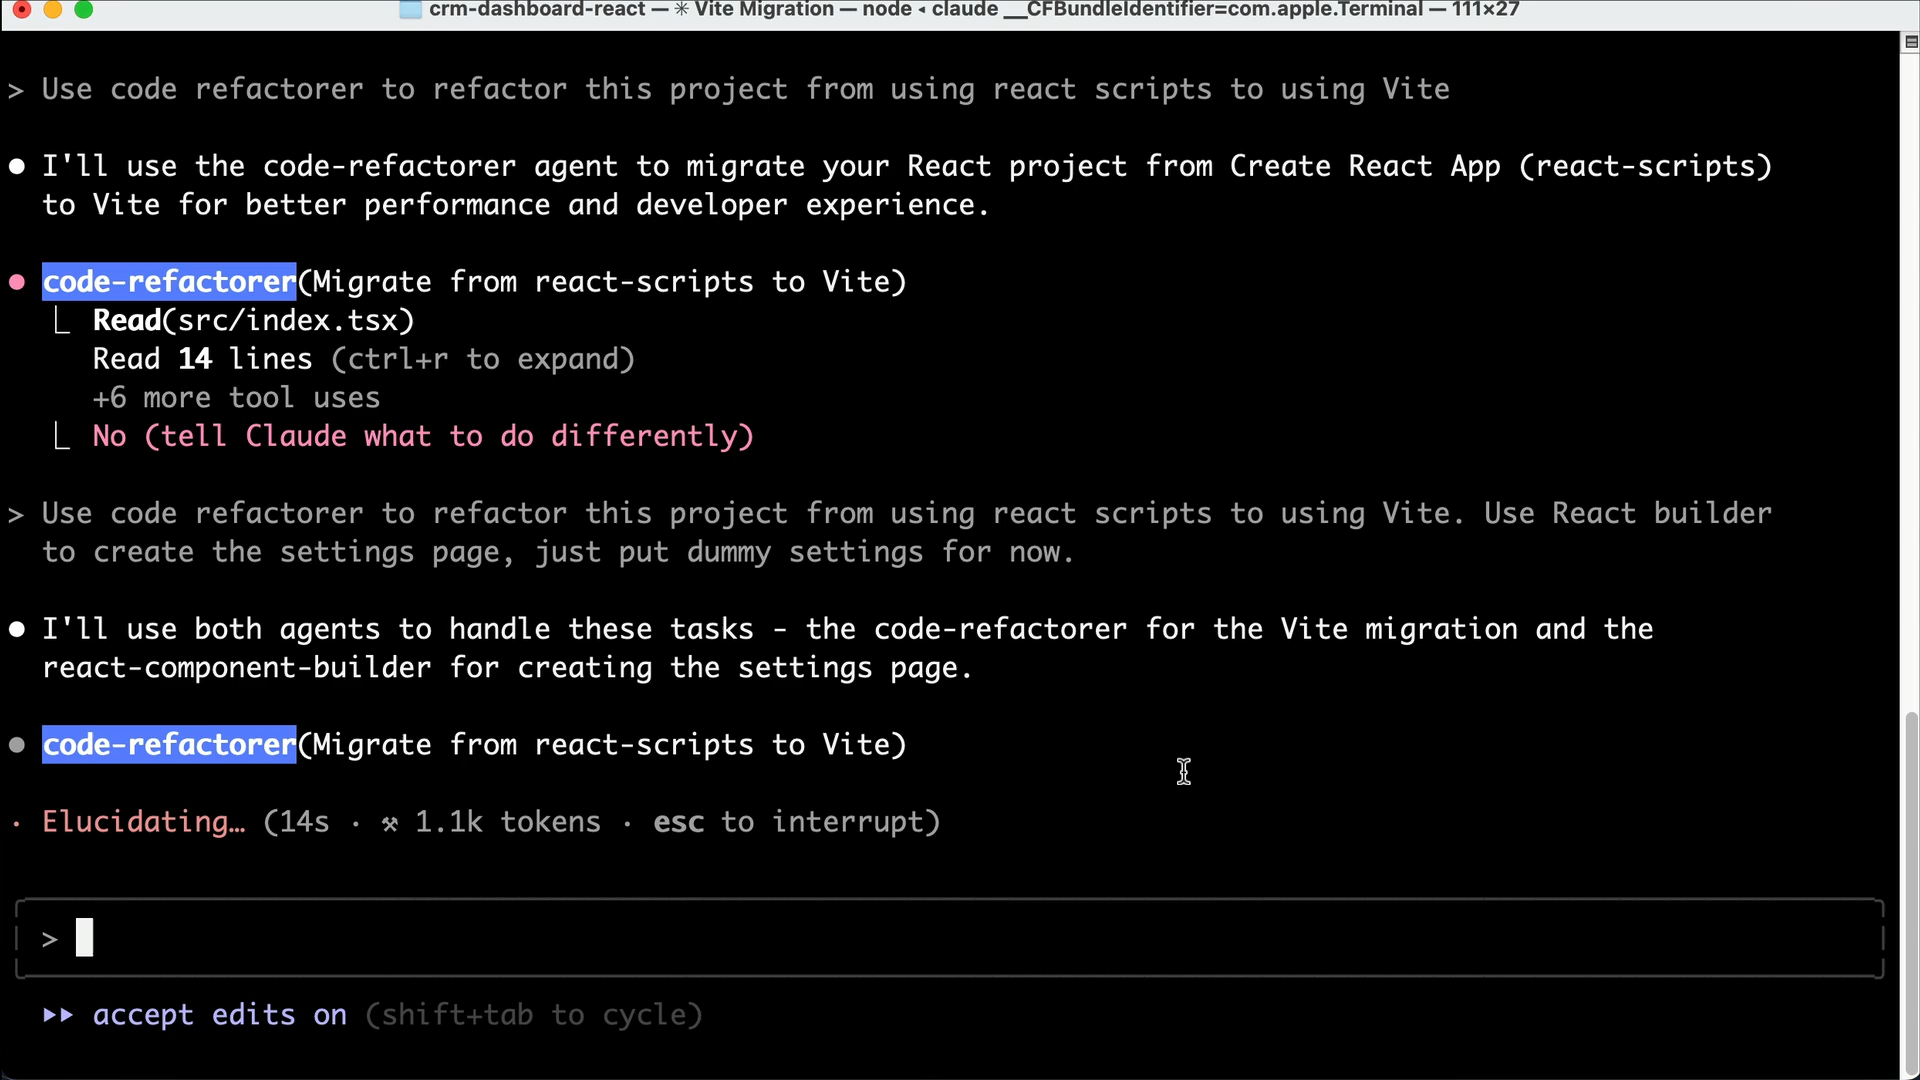 crm-dashboard-react — ✳ Vite Migration — node ◂ claude __CFBundleIdentifier=com.apple.Terminal — 111×27
> Use code refactorer to refactor this project from using react scripts to using Vite
● I'll use the code-refactorer agent to migrate your React project from Create React App (react-scripts)
to Vite for better performance and developer experience.
● code-refactorer(Migrate from react-scripts to Vite)
⎿ Read(src/index.tsx)
Read 14 lines (ctrl+r to expand)
+6 more tool uses
⎿ No (tell Claude what to do differently)
> Use code refactorer to refactor this project from using react scripts to using Vite. Use React builder
to create the settings page, just put dummy settings for now.
● I'll use both agents to handle these tasks - the code-refactorer for the Vite migration and the
react-component-builder for creating the settings page.
● code-refactorer(Migrate from react-scripts to Vite)
· Elucidating… (14s · ⚒ 1.1k tokens · esc to interrupt)
>
⏵⏵ accept edits on (shift+tab to cycle)